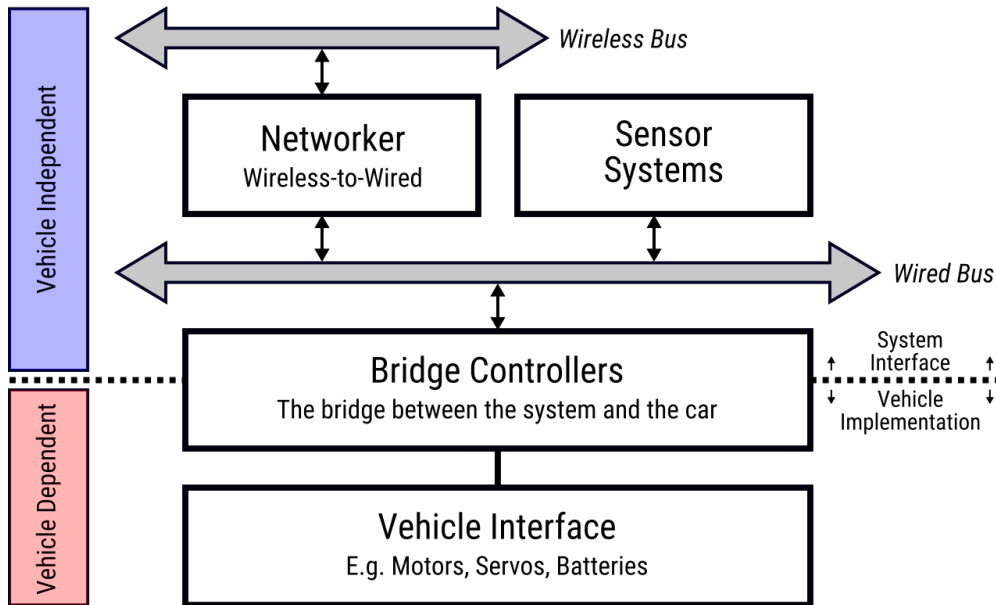 Vehicle Independent
Wireless Bus
Networker
Wireless-to-Wired
Sensor
Systems
Wired Bus
Bridge Controllers
The bridge between the system and the car
System
Interface
Vehicle
Implementation
Vehicle Dependent
Vehicle Interface
E.g. Motors, Servos, Batteries